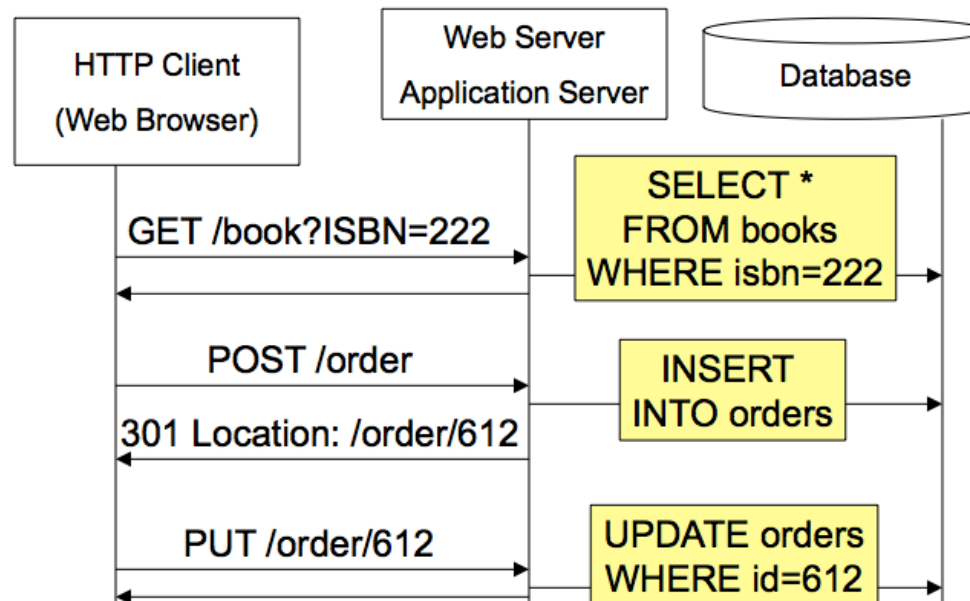 HTTP Client
(Web Browser)
Web Server
Application Server
Database
GET /book?ISBN=222
SELECT *
FROM books
WHERE isbn=222
POST /order
INSERT
INTO orders
301 Location: /order/612
PUT /order/612
UPDATE orders
WHERE id=612